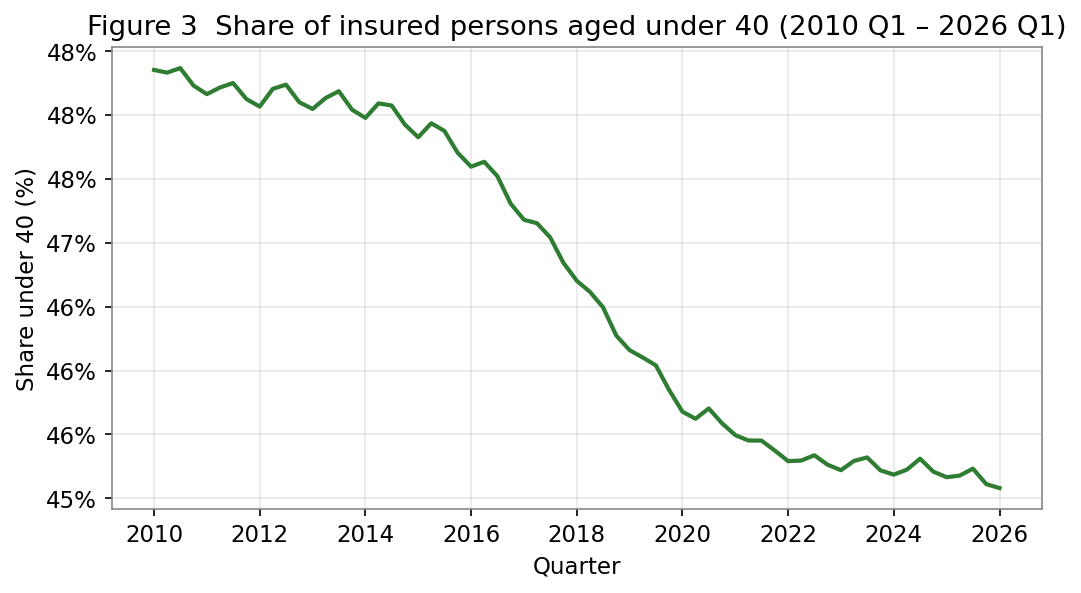 Figure 3  Share of insured persons aged under 40 (2010 Q1 – 2026 Q1)
48%
48%
48%
47%
46%
46%
46%
45%
Share under 40 (%)
2010 2012 2014 2016 2018 2020 2022 2024 2026
Quarter